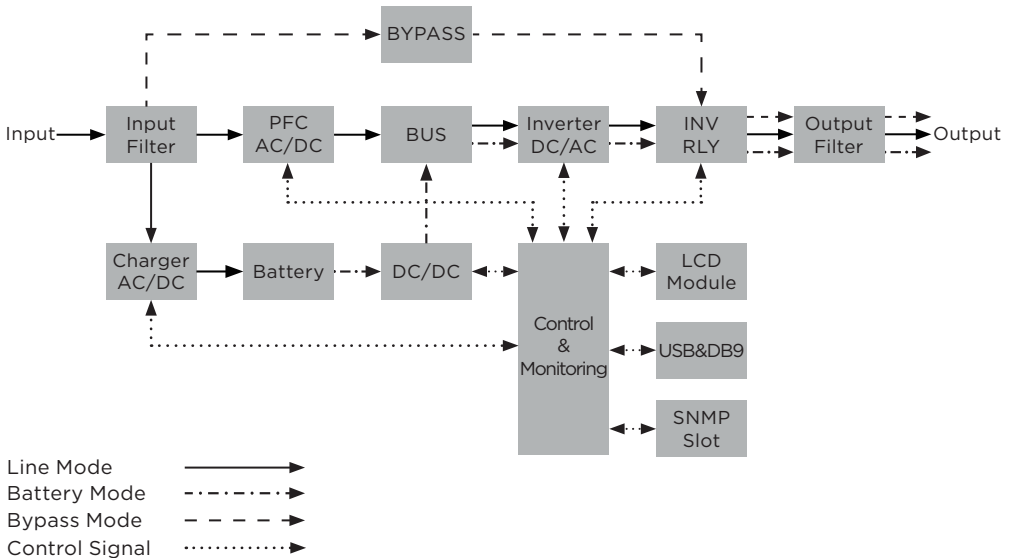 BYPASS
Input
Input
Filter
PFC
AC/DC
BUS
Inverter
DC/AC
INV
RLY
Output
Filter
Output
Charger
AC/DC
Battery
DC/DC
Control
&
Monitoring
LCD
Module
USB&DB9
SNMP
Slot
Line Mode
Battery Mode
Bypass Mode
Control Signal